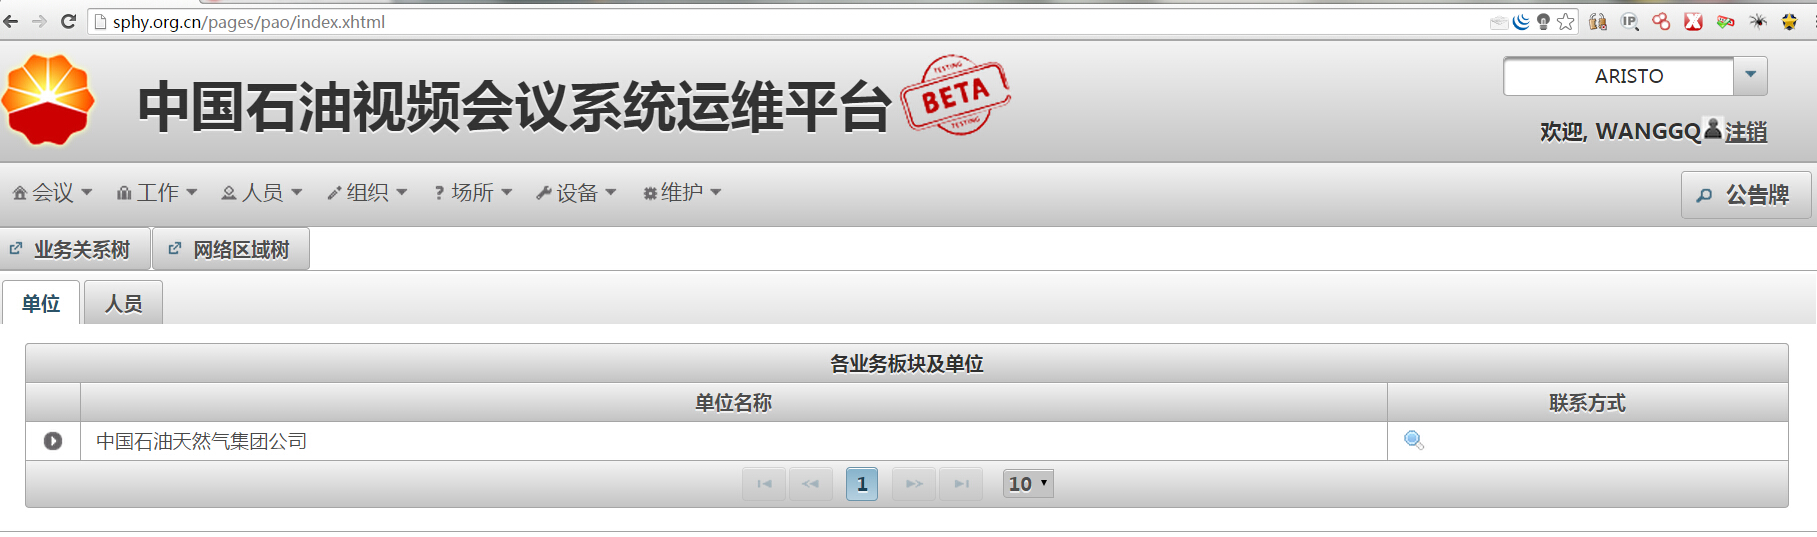 sphy.org.cn/pages/pao/index.xhtml
中国石油视频会议系统运维平台
TESTING
BETA
TESTING
ARISTO
欢迎, WANGGQ 注销
会议 工作 人员 组织 场所 设备 维护 公告牌
业务关系树 网络区域树
单位 人员
各业务板块及单位
单位名称 联系方式
中国石油天然气集团公司
1 10